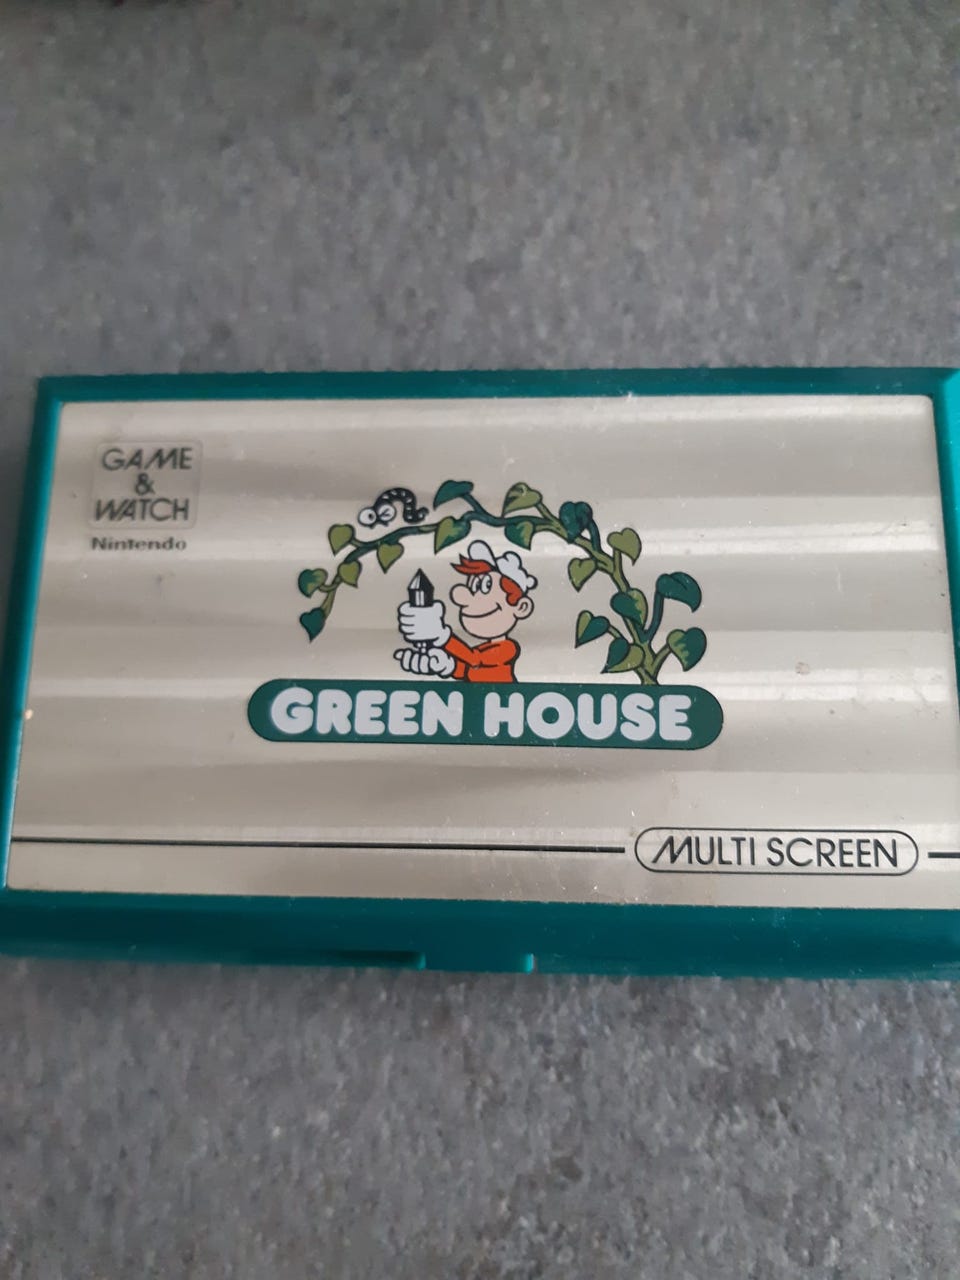 GAME
&
WATCH
Nintendo
GREEN HOUSE
MULTI SCREEN